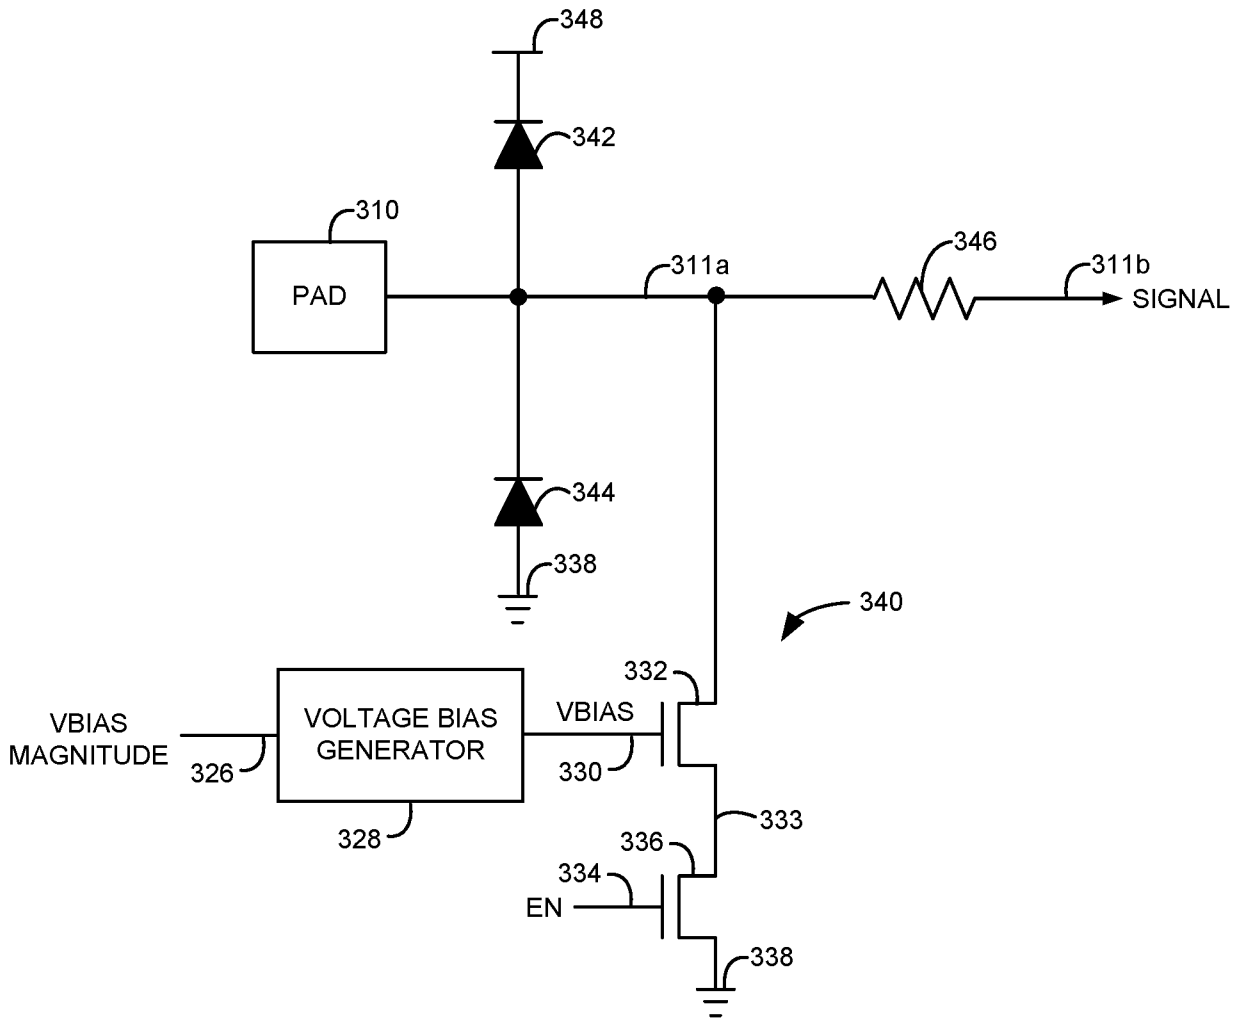 348
342
310
PAD
311a
346
311b
SIGNAL
344
338
340
332
VBIAS
MAGNITUDE
326
VOLTAGE BIAS
GENERATOR
328
VBIAS
330
333
336
334
EN
338